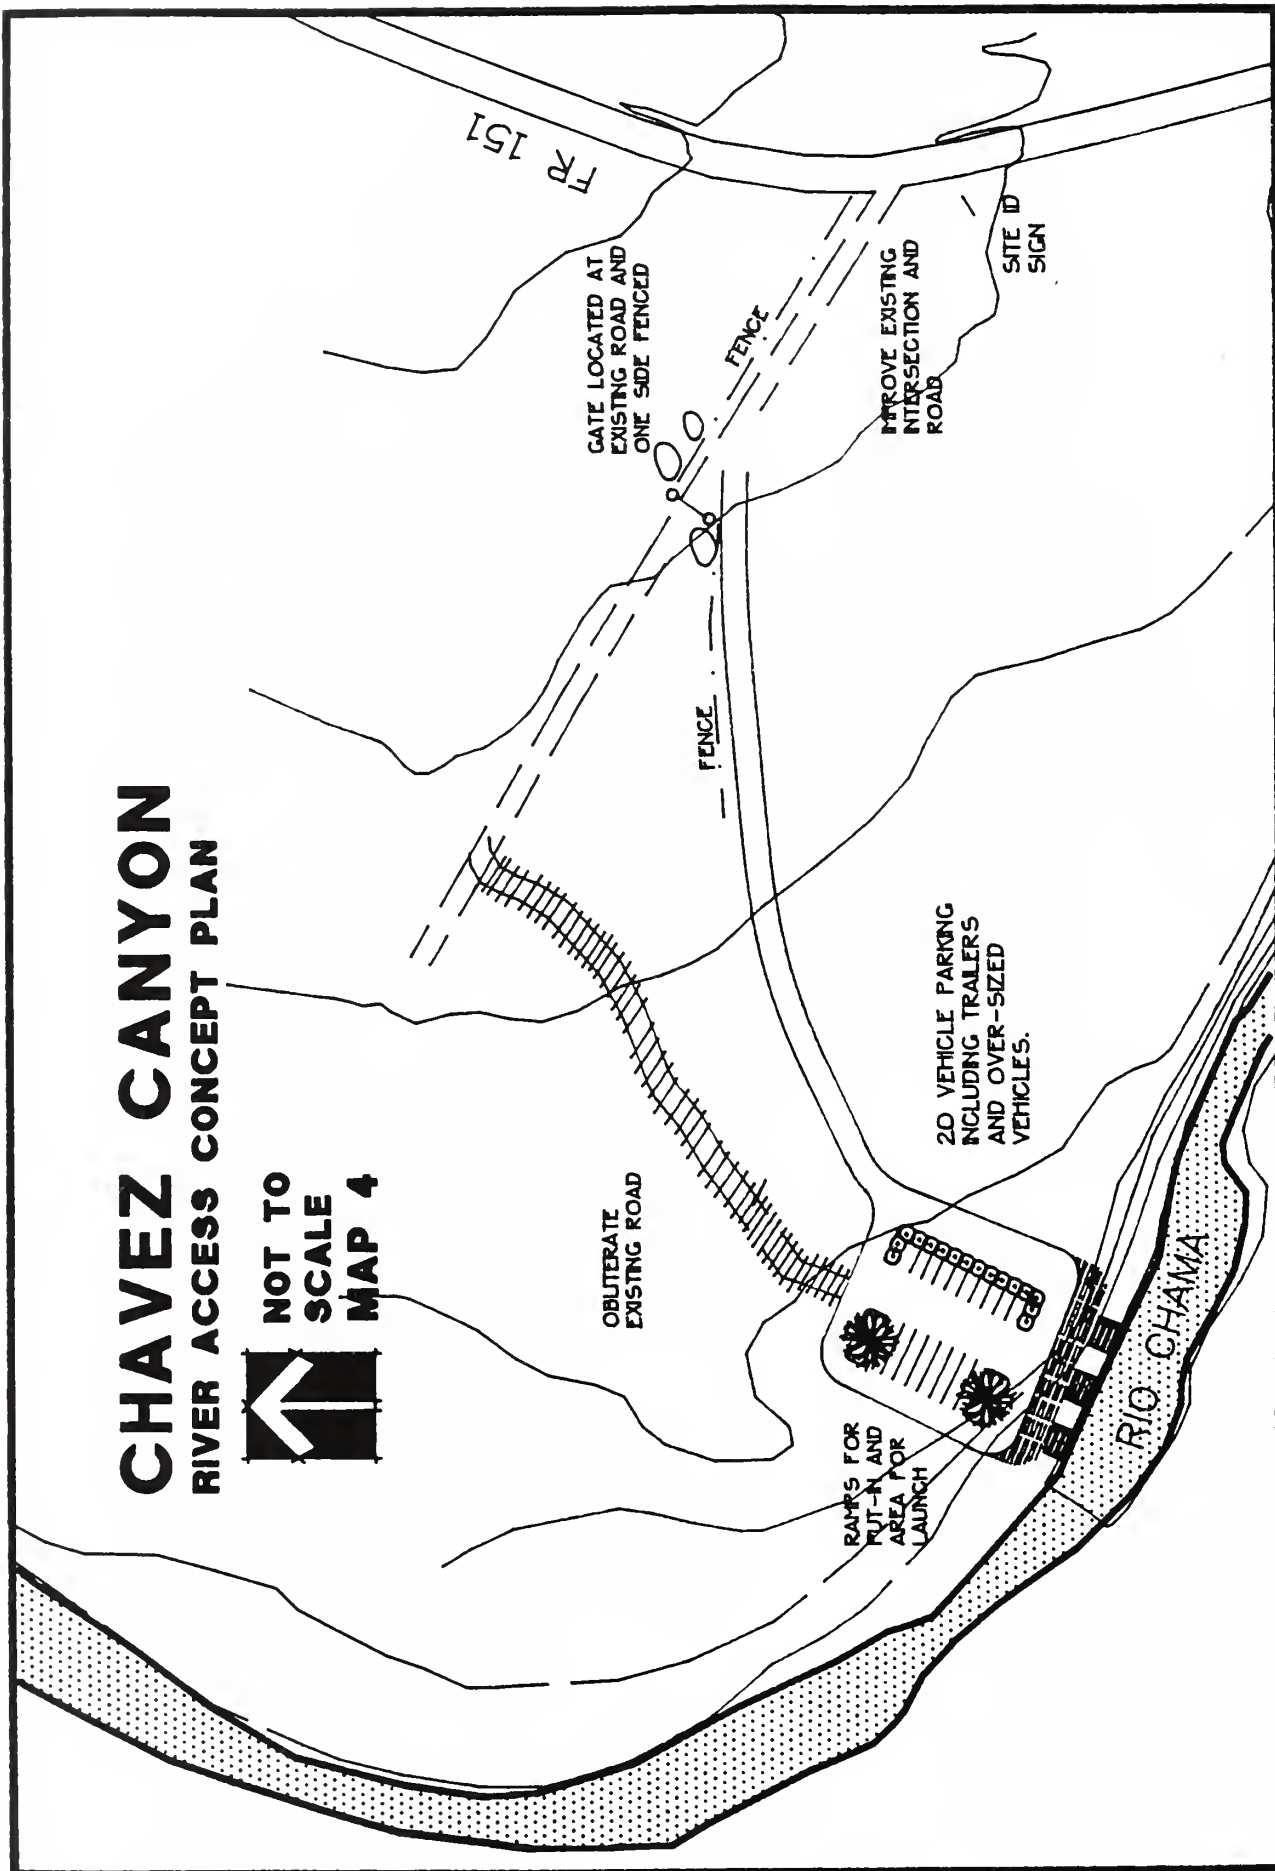 CHAVEZ CANYON
RIVER ACCESS CONCEPT PLAN
NOT TO
SCALE
MAP 4
FR 151
GATE LOCATED AT
EXISTING ROAD AND
ONE SIDE FENCED
FENCE
IMPROVE EXISTING
INTERSECTION AND
ROAD
SITE ID
SIGN
FENCE
OBLITERATE
EXISTING ROAD
20 VEHICLE PARKING
INCLUDING TRAILERS
AND OVER-SIZED
VEHICLES.
RAMPS FOR
PUT-IN AND
AREA FOR
LAUNCH
RIO CHAMA